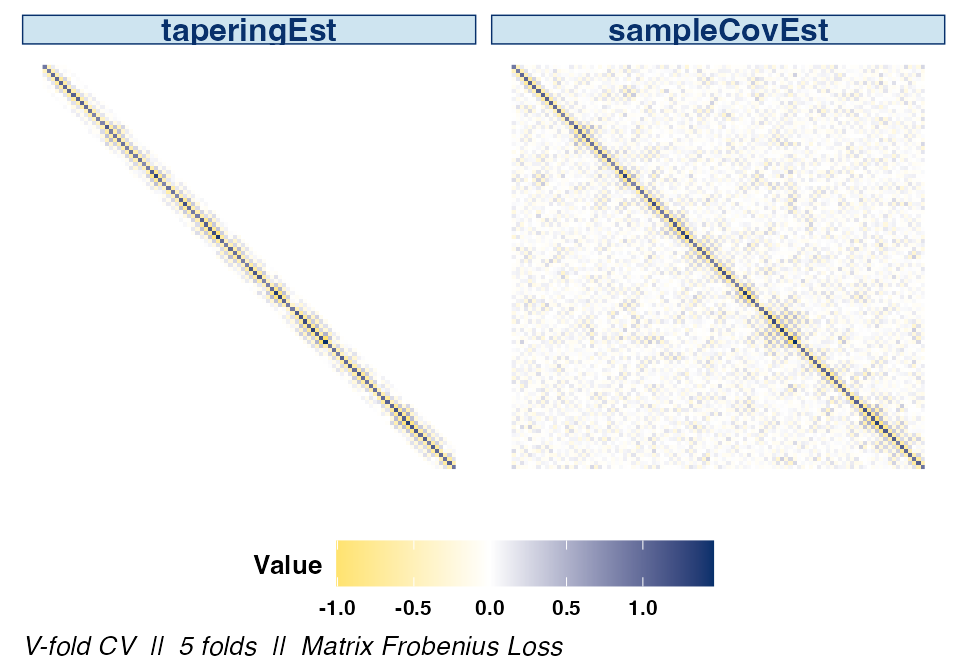 taperingEst
sampleCovEst
Value
-1.0 -0.5 0.0 0.5 1.0
V-fold CV // 5 folds // Matrix Frobenius Loss